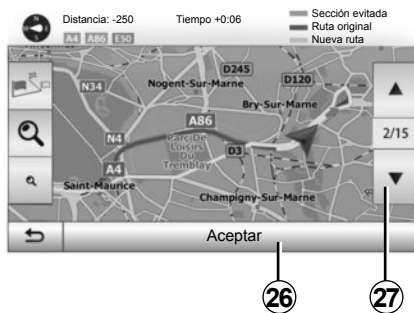 Distancia: -250
Tiempo +0:06
A4 A86 E50
Sección evitada
Ruta original
Nueva ruta
D245
N34
Nogent-Sur-Marne
D120
Bry-Sur-Marne
A86
2/15
N4
Parc De
Loisirs
Du
Tremblay
D3
A4
Saint-Maurice
Champigny-Sur-Marne
Aceptar
26
27